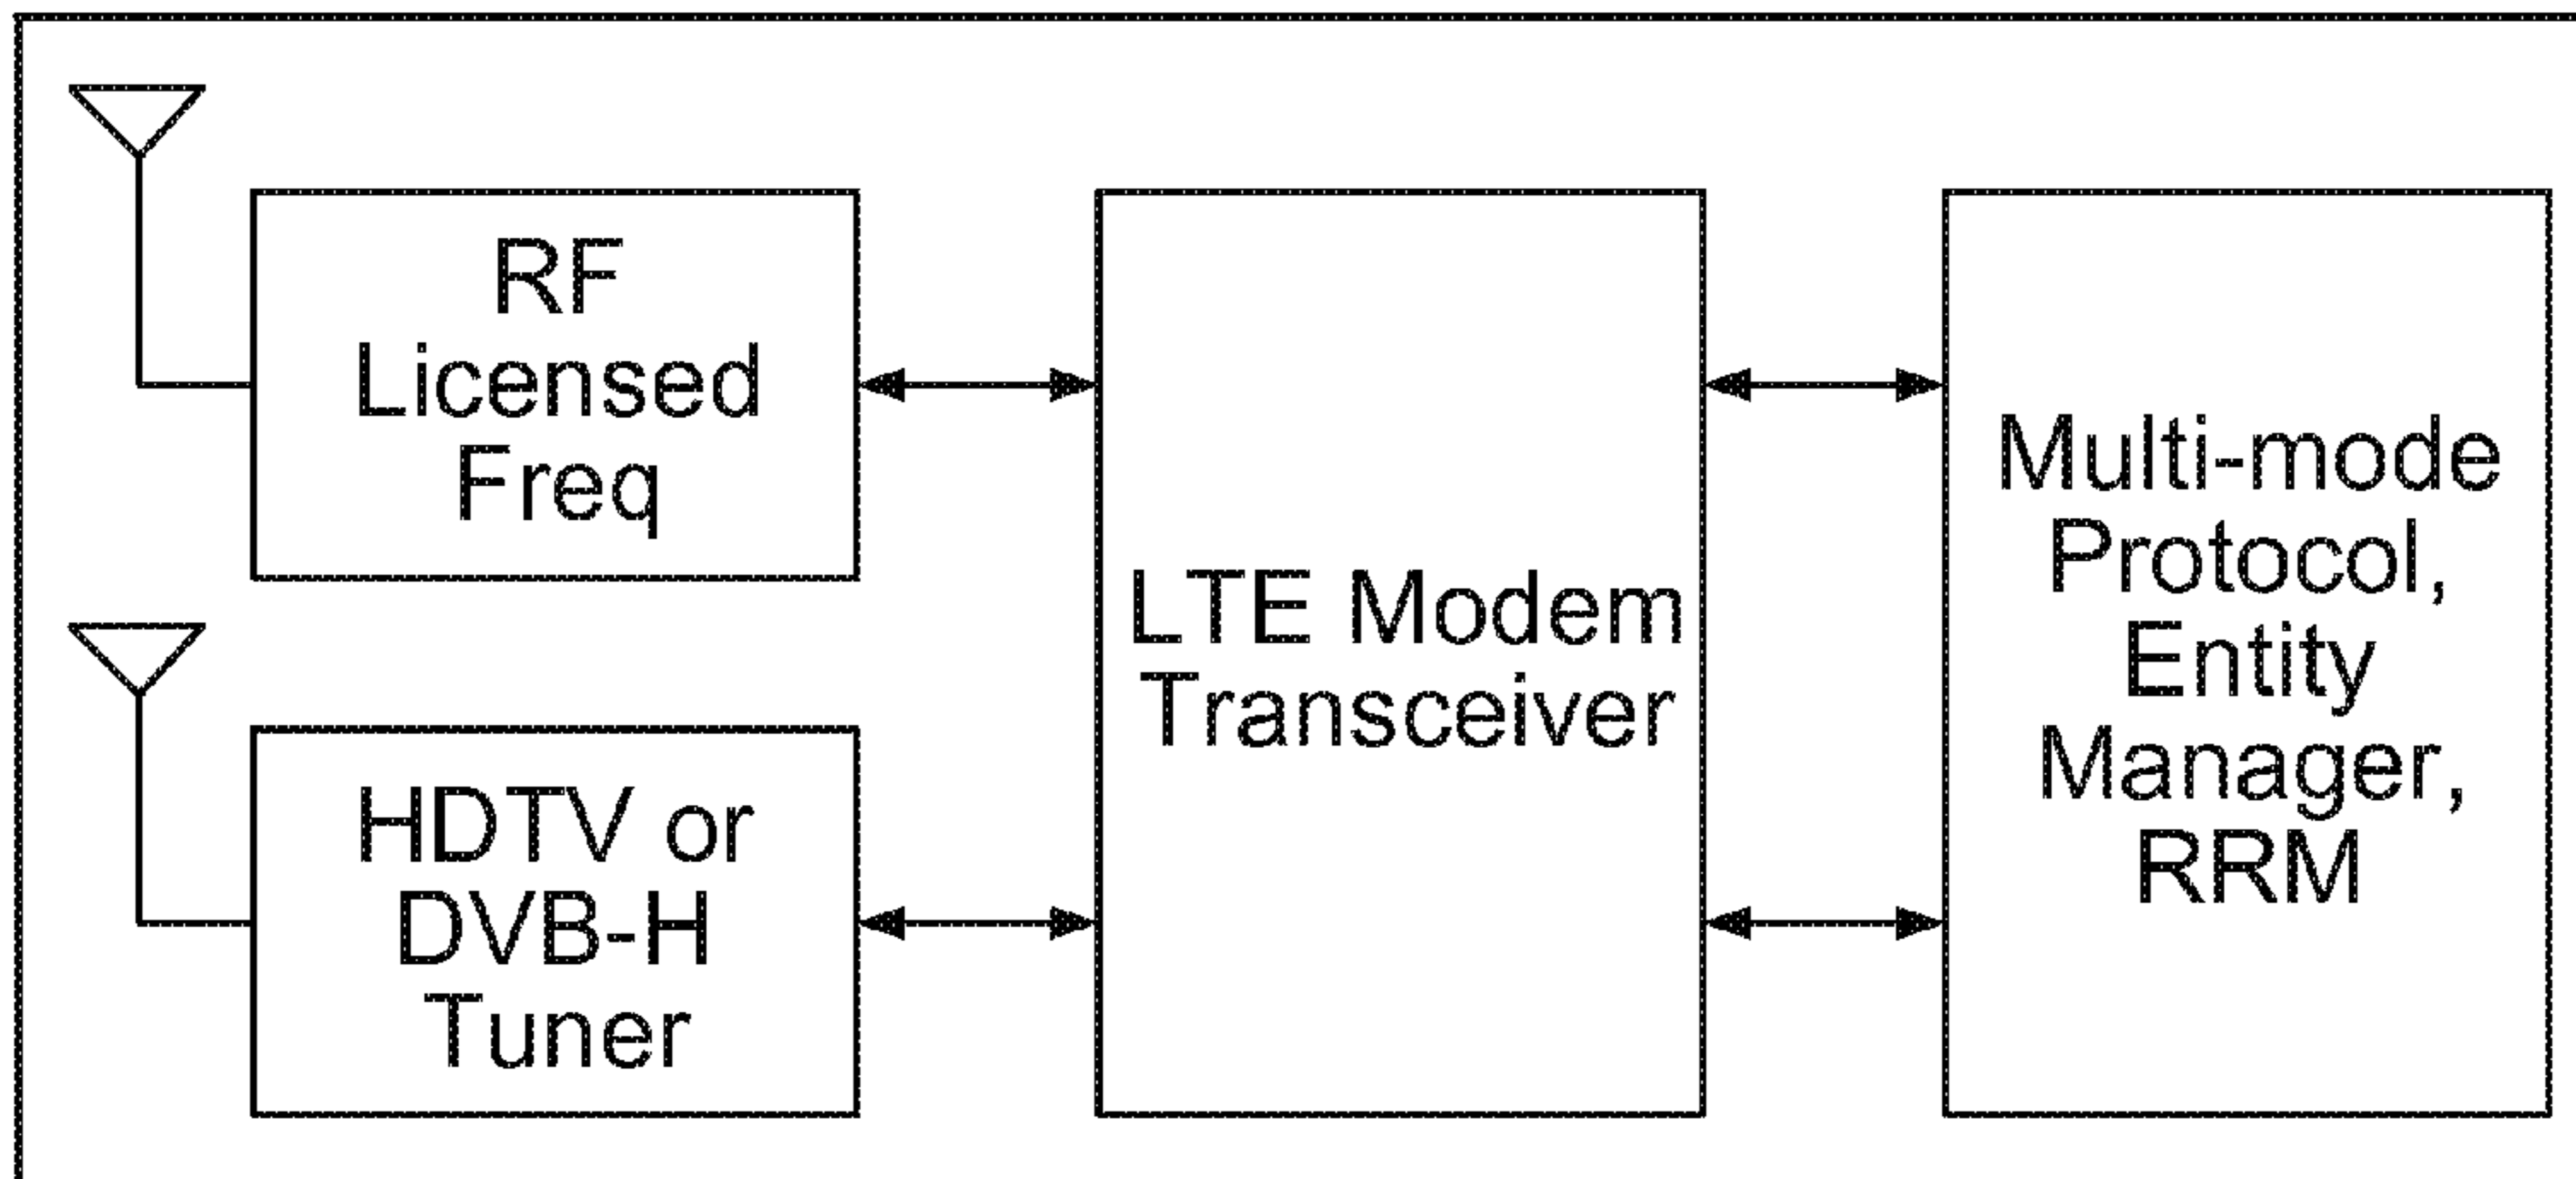 RF
Licensed
Freq
HDTV or
DVB-H
Tuner
LTE Modem
Transceiver
Multi-mode
Protocol,
Entity
Manager,
RRM